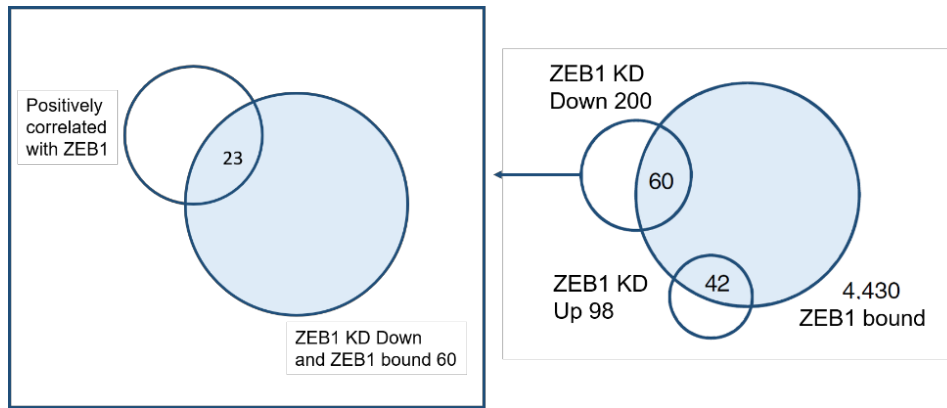 Positively
correlated
with ZEB1
23
ZEB1 KD Down
and ZEB1 bound 60
ZEB1 KD
Down 200
60
ZEB1 KD
Up 98
42
4,430
ZEB1 bound